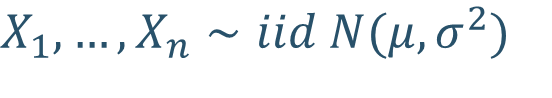 X₁, …, Xₙ ~ iid N(μ, σ²)